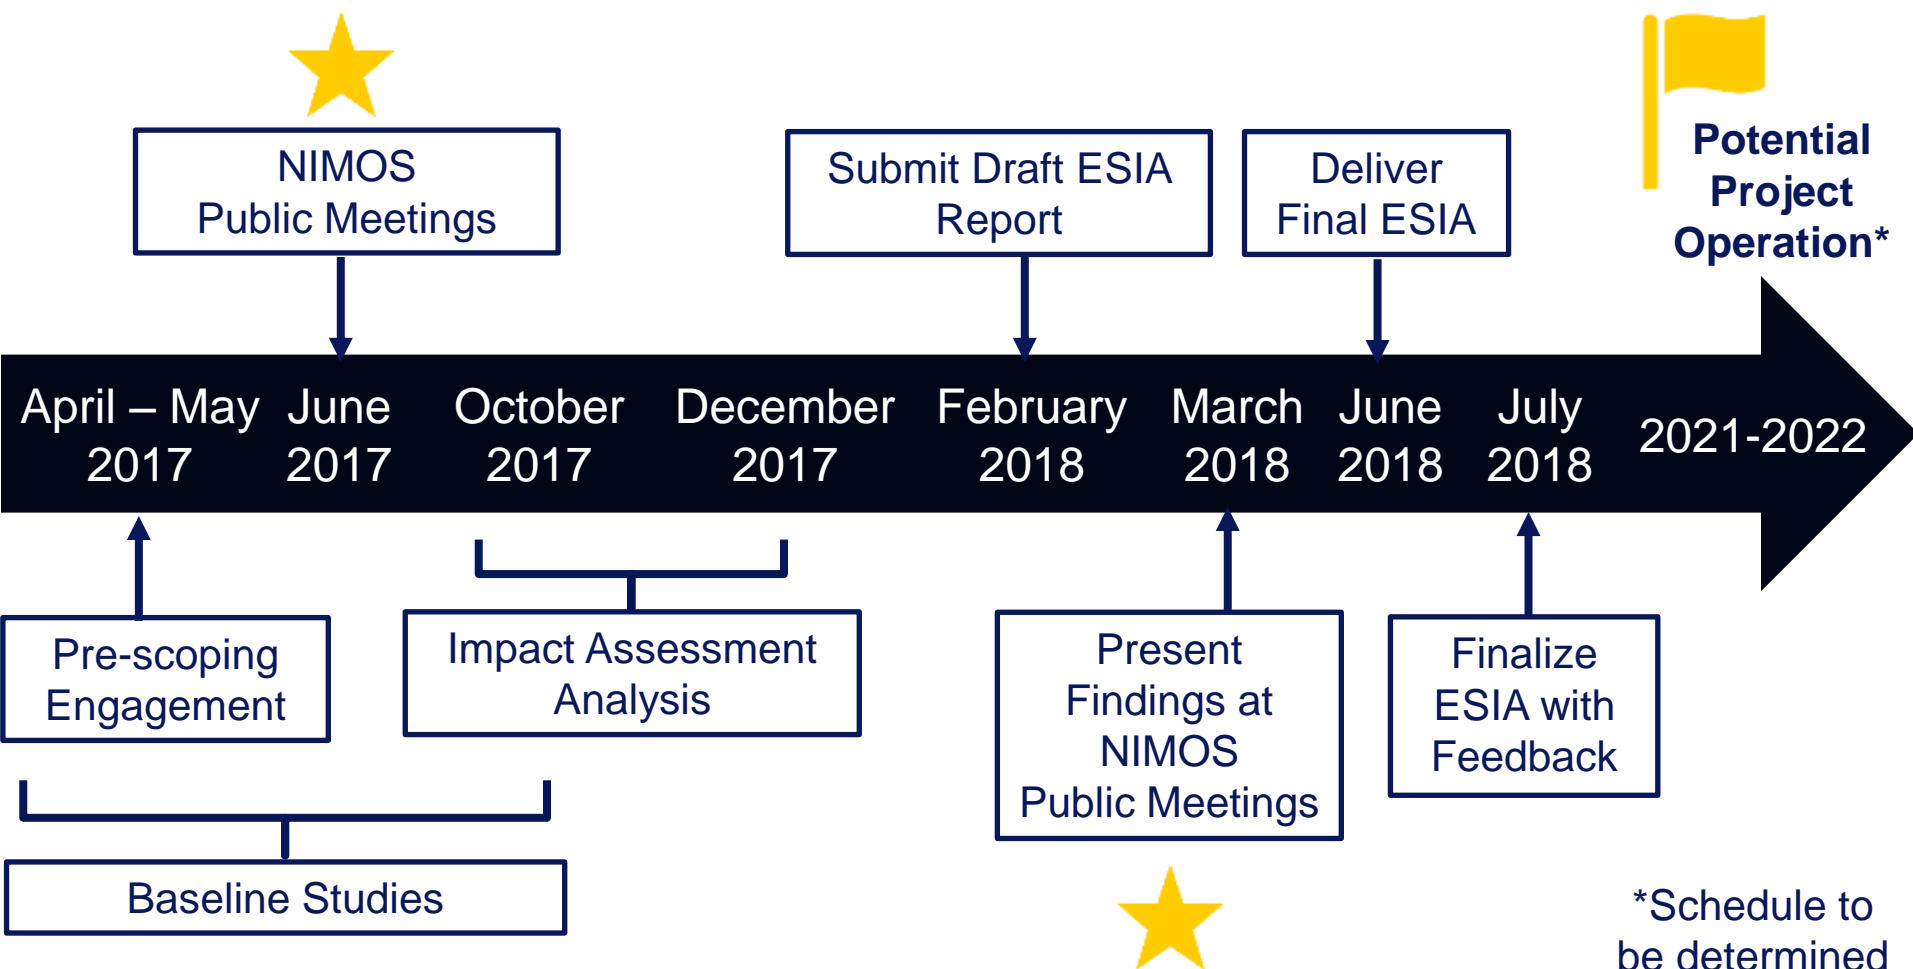 NIMOS
Public Meetings
Submit Draft ESIA
Report
Deliver
Final ESIA
Potential
Project
Operation*
April – May
2017
June
2017
October
2017
December
2017
February
2018
March
2018
June
2018
July
2018
2021-2022
Pre-scoping
Engagement
Impact Assessment
Analysis
Present
Findings at
NIMOS
Public Meetings
Finalize
ESIA with
Feedback
Baseline Studies
*Schedule to
be determined